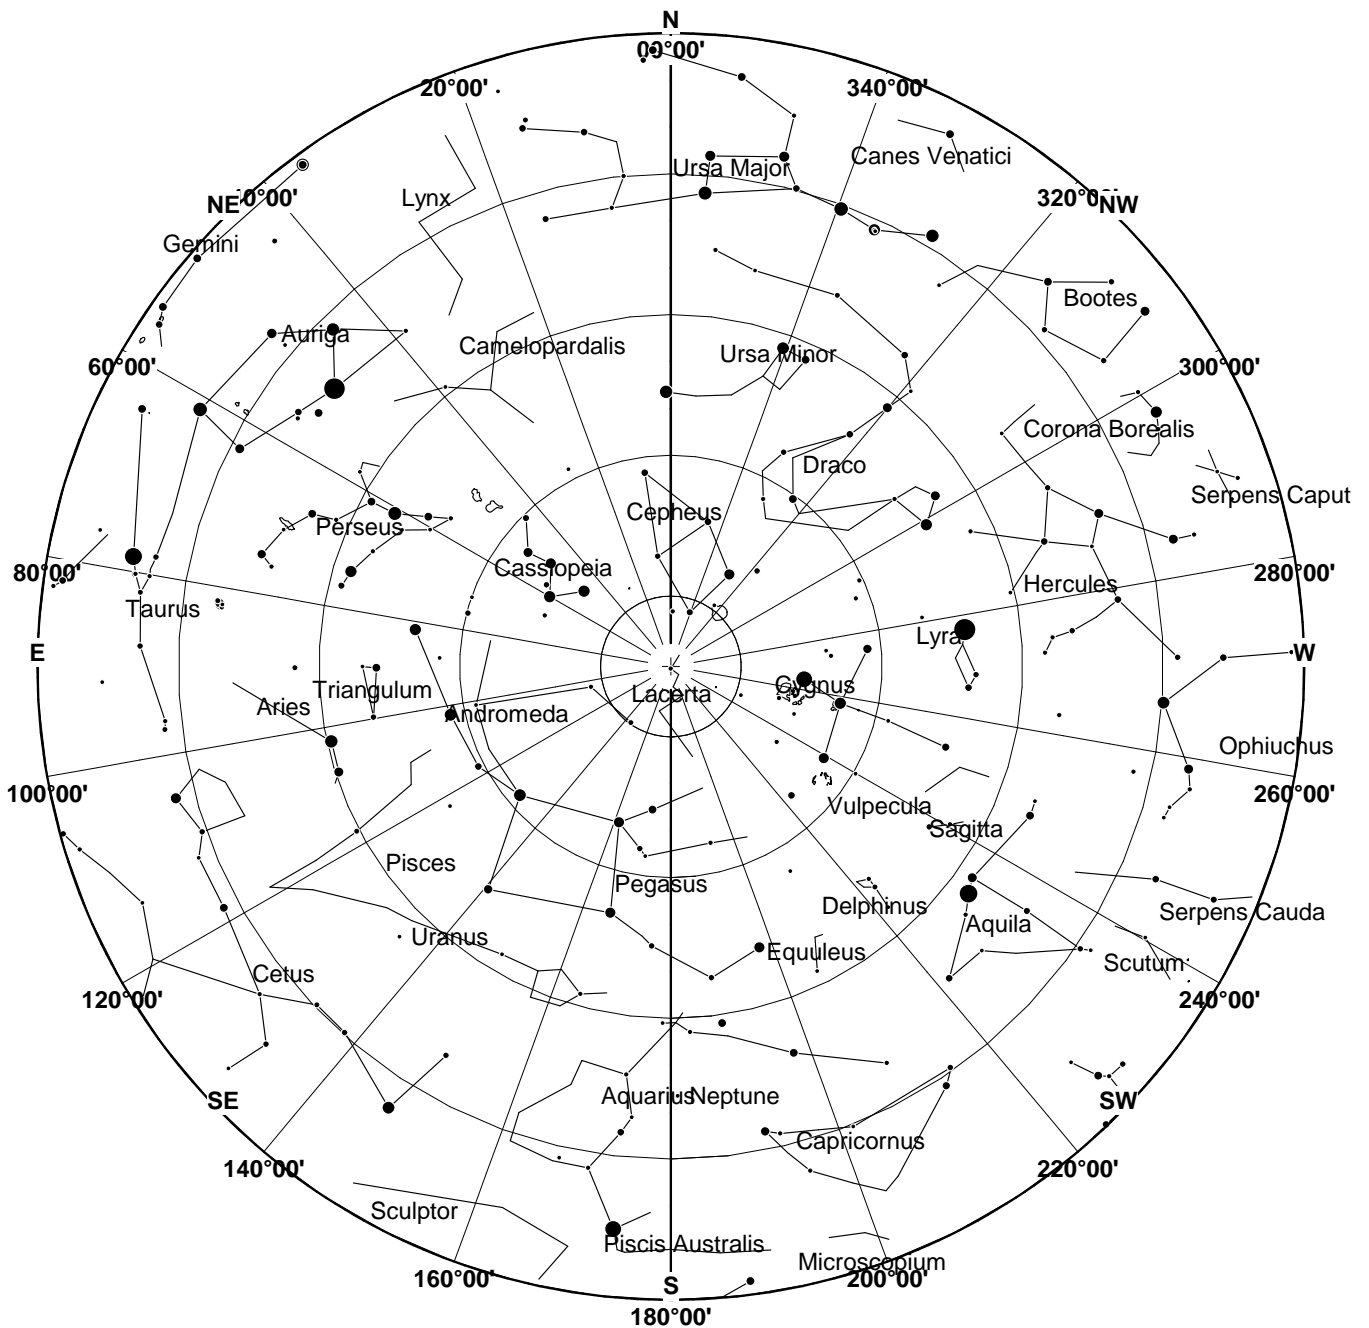 N
00°00'
20°00'
340°00'
Canes Venatici
Ursa Major
Lynx
NE
0°00'
320°0
NW
Gemini
Bootes
Auriga
Camelopardalis
Ursa Minor
60°00'
300°00'
Corona Borealis
Draco
Serpens Caput
Cepheus
Perseus
Cassiopeia
80°00'
280°00'
Hercules
Taurus
Lyra
E
W
Triangulum
Lacerta
Cygnus
Aries
Andromeda
Ophiuchus
100°00'
260°00'
Vulpecula
Sagitta
Pisces
Pegasus
Delphinus
Serpens Cauda
Aquila
Uranus
Equuleus
Scutum
Cetus
120°00'
240°00'
Aquarius
Neptune
SE
SW
Capricornus
140°00'
220°00'
Sculptor
Piscis Australis
Microscopium
160°00'
200°00'
S
180°00'